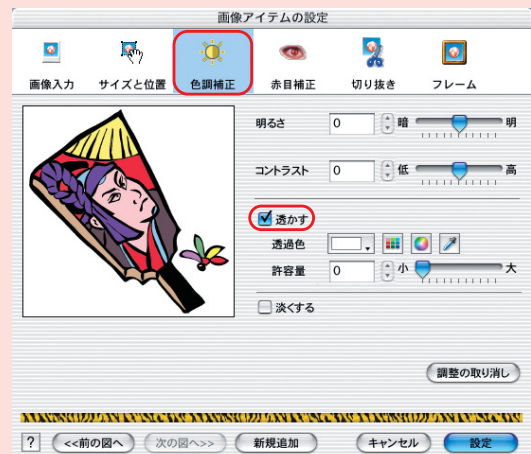 画像アイテムの設定
画像入力 サイズと位置 色調補正 赤目補正 切り抜き フレーム
明るさ 0 暗 明
コントラスト 0 低 高
透かす
透過色
許容量 0 小 大
淡くする
調整の取り消し
? <<前の図へ 次の図へ>> 新規追加 キャンセル 設定